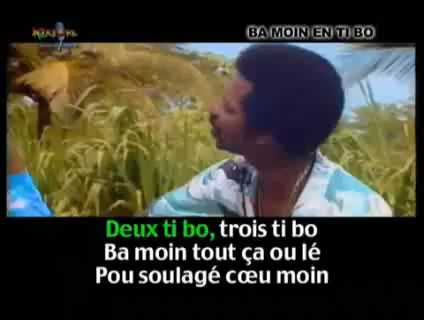 BA MOIN EN TI BO
Deux ti bo, trois ti bo
Ba moin tout ça ou lé
Pou soulagé cœu moin